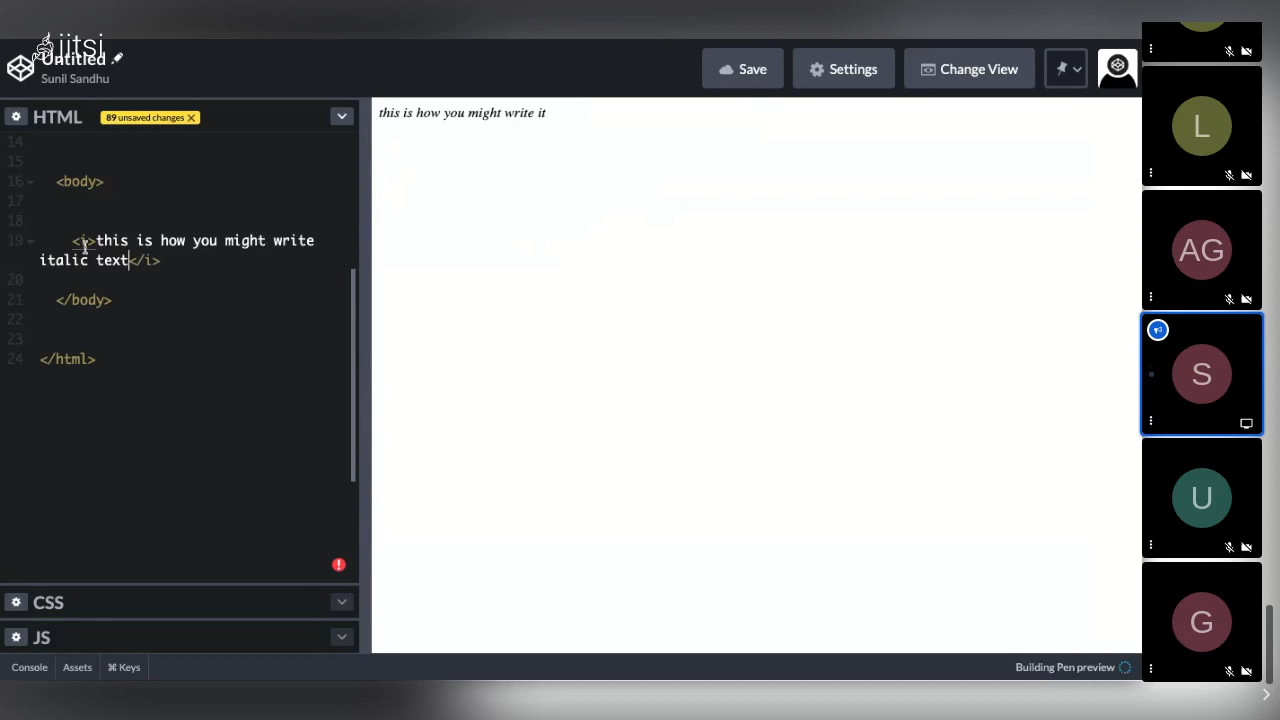 jitsi
Untitled
Sunil Sandhu
Save
Settings
Change View
HTML
89 unsaved changes
this is how you might write it
14
15
16 <body>
17
18
19 <i>this is how you might write
italic text</i>
20
21 </body>
22
23
24 </html>
CSS
JS
Console Assets ⌘ Keys
Building Pen preview
L
AG
S
U
G